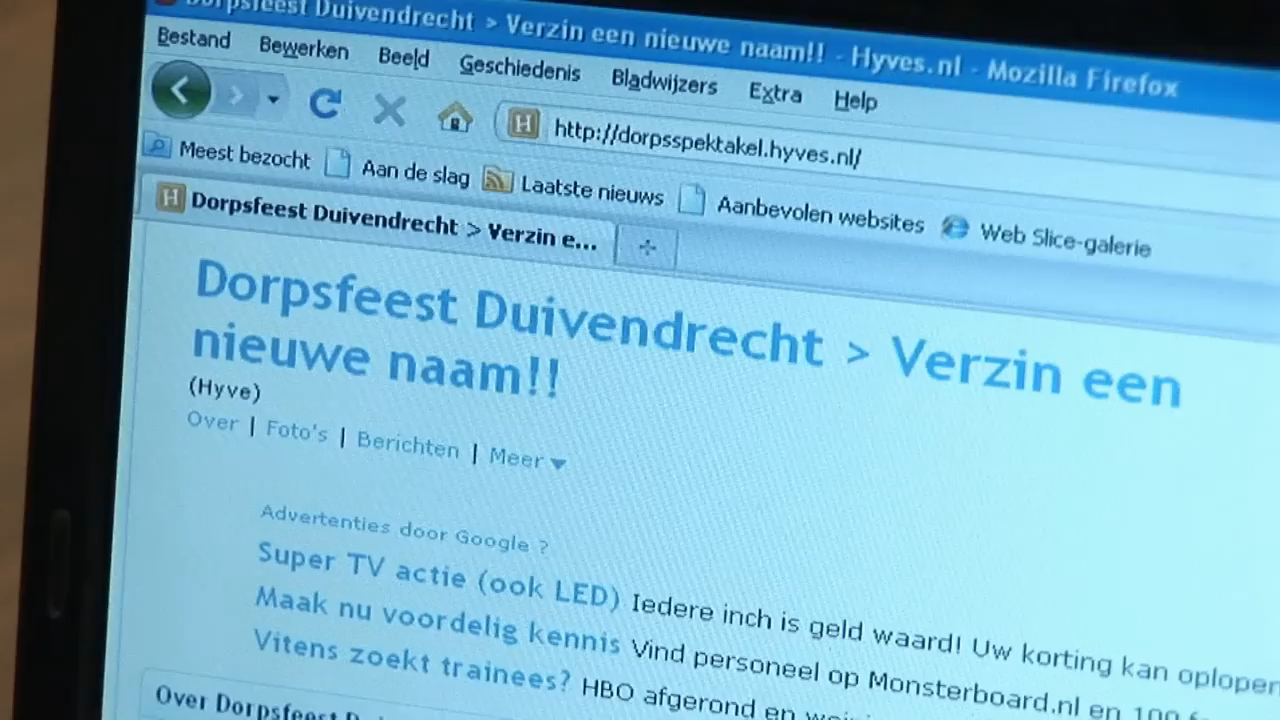 Dorpsfeest Duivendrecht > Verzin een nieuwe naam!! - Hyves.nl - Mozilla Firefox
Bestand Bewerken Beeld Geschiedenis Bladwijzers Extra Help
H http://dorpsspektakel.hyves.nl/
Meest bezocht Aan de slag Laatste nieuws Aanbevolen websites Web Slice-galerie
H Dorpsfeest Duivendrecht > Verzin e...
Dorpsfeest Duivendrecht > Verzin een
nieuwe naam!!
(Hyve)
Over | Foto's | Berichten | Meer
Advertenties door Google ?
Super TV actie (ook LED) Iedere inch is geld waard! Uw korting kan oplopen
Maak nu voordelig kennis Vind personeel op Monsterboard.nl en 100
Vitens zoekt trainees? HBO afgerond en
Over Dorpsfeest